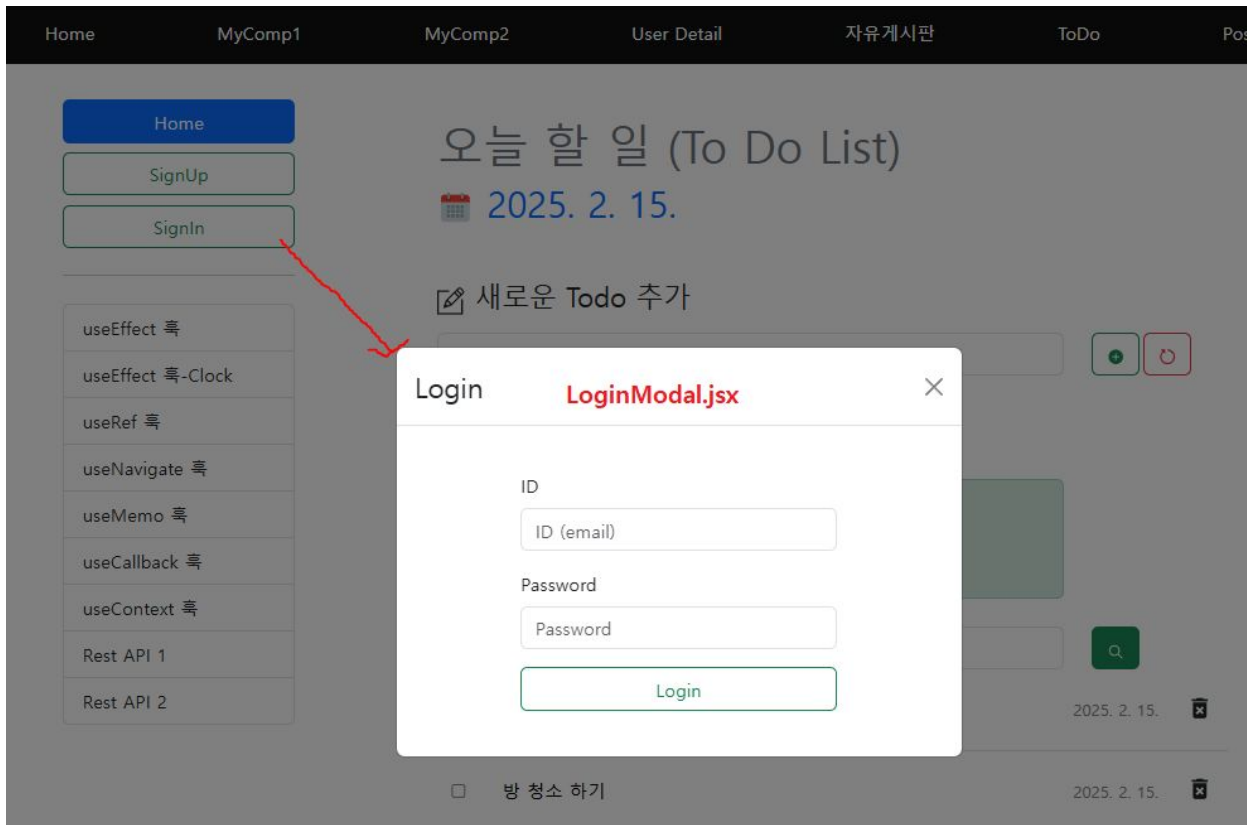 Home MyComp1 MyComp2 User Detail 자유게시판 ToDo Pos
Home
SignUp
SignIn
useEffect 훅
useEffect 훅-Clock
useRef 훅
useNavigate 훅
useMemo 훅
useCallback 훅
useContext 훅
Rest API 1
Rest API 2
오늘 할 일 (To Do List)
2025. 2. 15.
새로운 Todo 추가
Login
LoginModal.jsx
ID
ID (email)
Password
Password
Login
2025. 2. 15.
방 청소 하기 2025. 2. 15.